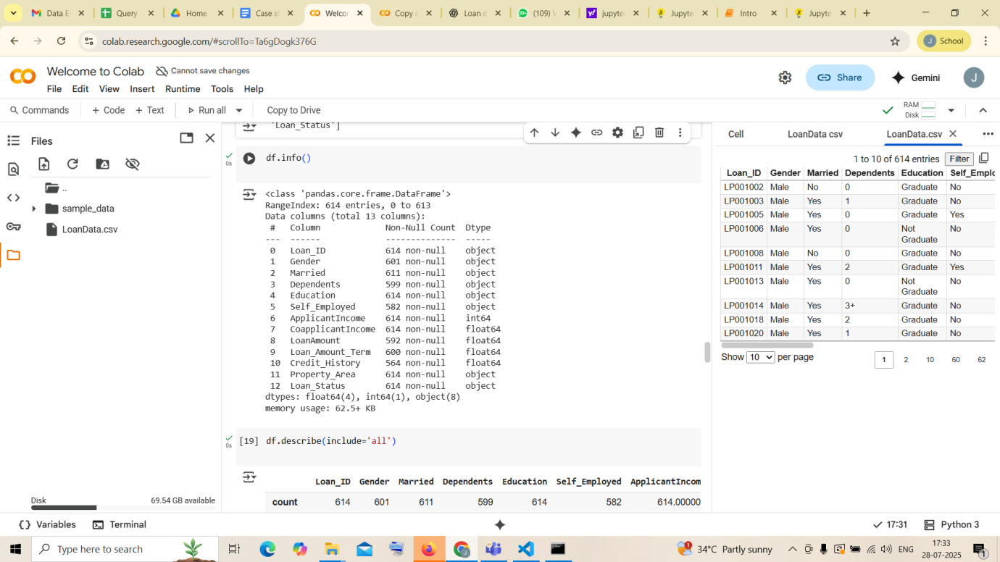 Data E
Query
Home
Case s
Welco
Copy o
Loan d
(109) W
jupyte
Jupyte
Intro
Jupyte
colab.research.google.com/#scrollTo=Ta6gDogk376G
School
Welcome to Colab
Cannot save changes
Share
Gemini
J
File Edit View Insert Runtime Tools Help
Commands + Code + Text Run all Copy to Drive
RAM
Disk
Files
..
sample_data
LoanData.csv
Disk 69.54 GB available
'Loan_Status']
0s
df.info()
<class 'pandas.core.frame.DataFrame'>
RangeIndex: 614 entries, 0 to 613
Data columns (total 13 columns):
# Column Non-Null Count Dtype
--- ------ -------------- -----
0 Loan_ID 614 non-null object
1 Gender 601 non-null object
2 Married 611 non-null object
3 Dependents 599 non-null object
4 Education 614 non-null object
5 Self_Employed 582 non-null object
6 ApplicantIncome 614 non-null int64
7 CoapplicantIncome 614 non-null float64
8 LoanAmount 592 non-null float64
9 Loan_Amount_Term 600 non-null float64
10 Credit_History 564 non-null float64
11 Property_Area 614 non-null object
12 Loan_Status 614 non-null object
dtypes: float64(4), int64(1), object(8)
memory usage: 62.5+ KB
0s
[19] df.describe(include='all')
Loan_ID Gender Married Dependents Education Self_Employed ApplicantIncom
count 614 601 611 599 614 582 614.00000
Cell LoanData csv LoanData.csv
1 to 10 of 614 entries Filter
Loan_ID Gender Married Dependents Education Self_Emplo
LP001002 Male No 0 Graduate No
LP001003 Male Yes 1 Graduate No
LP001005 Male Yes 0 Graduate Yes
LP001006 Male Yes 0 Not No
Graduate
LP001008 Male No 0 Graduate No
LP001011 Male Yes 2 Graduate Yes
LP001013 Male Yes 0 Not No
Graduate
LP001014 Male Yes 3+ Graduate No
LP001018 Male Yes 2 Graduate No
LP001020 Male Yes 1 Graduate No
Show 10 per page 1 2 10 60 62
{} Variables Terminal
17:31 Python 3
Type here to search
34°C Partly sunny
ENG
17:33
28-07-2025